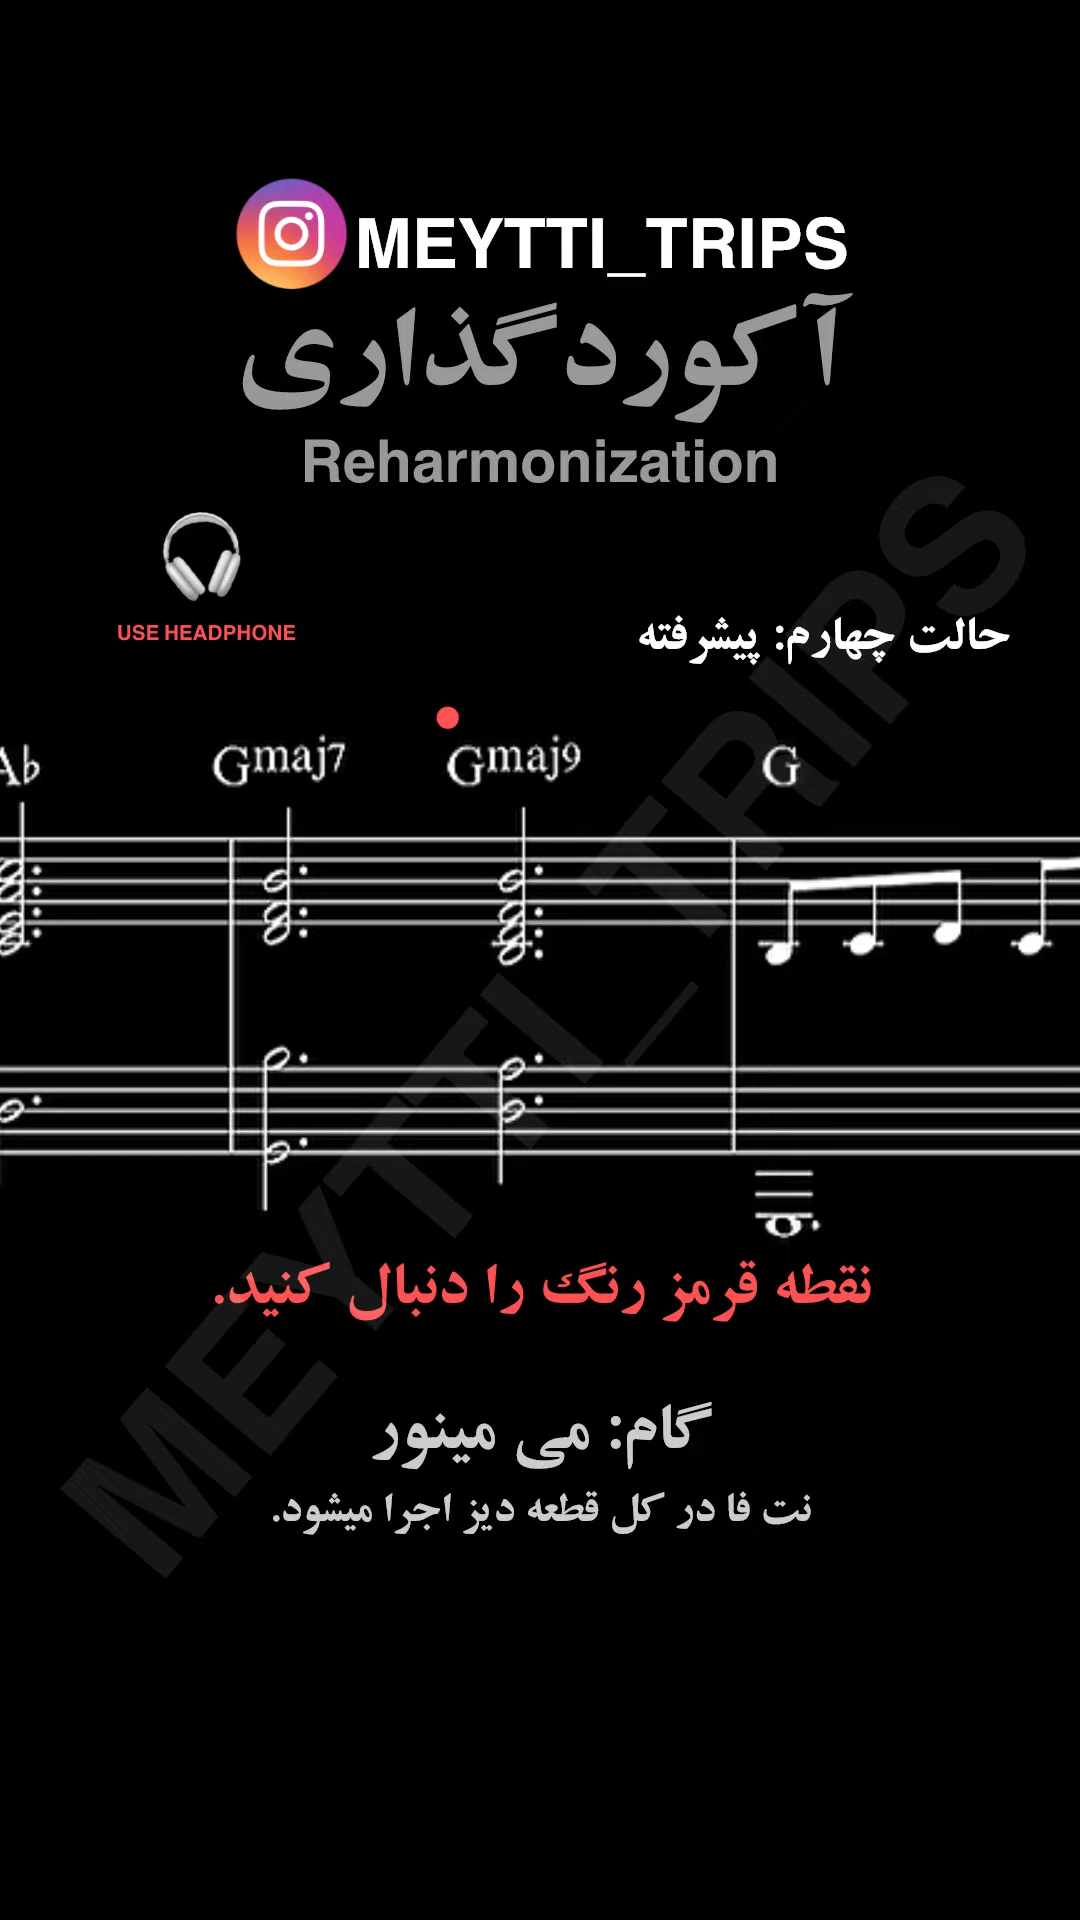 MEYTTI_TRIPS
آکوردگذاری
Reharmonization
USE HEADPHONE
حالت چهارم: پیشرفته
Ab Gmaj7 Gmaj9 G
MEYTTI_TRIPS
نقطه قرمز رنگ را دنبال کنید.
گام: می مینور
نت فا در کل قطعه دیز اجرا میشود.